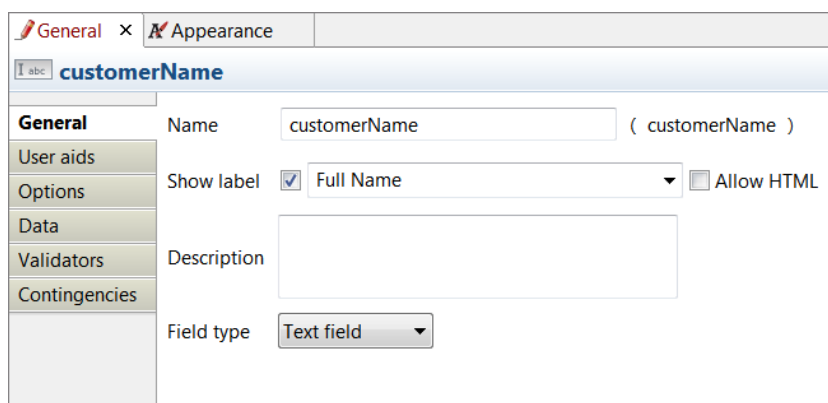 General × Appearance
I abc customerName
General
Name customerName ( customerName )
User aids
Show label Full Name Allow HTML
Options
Data
Description
Validators
Contingencies
Field type Text field